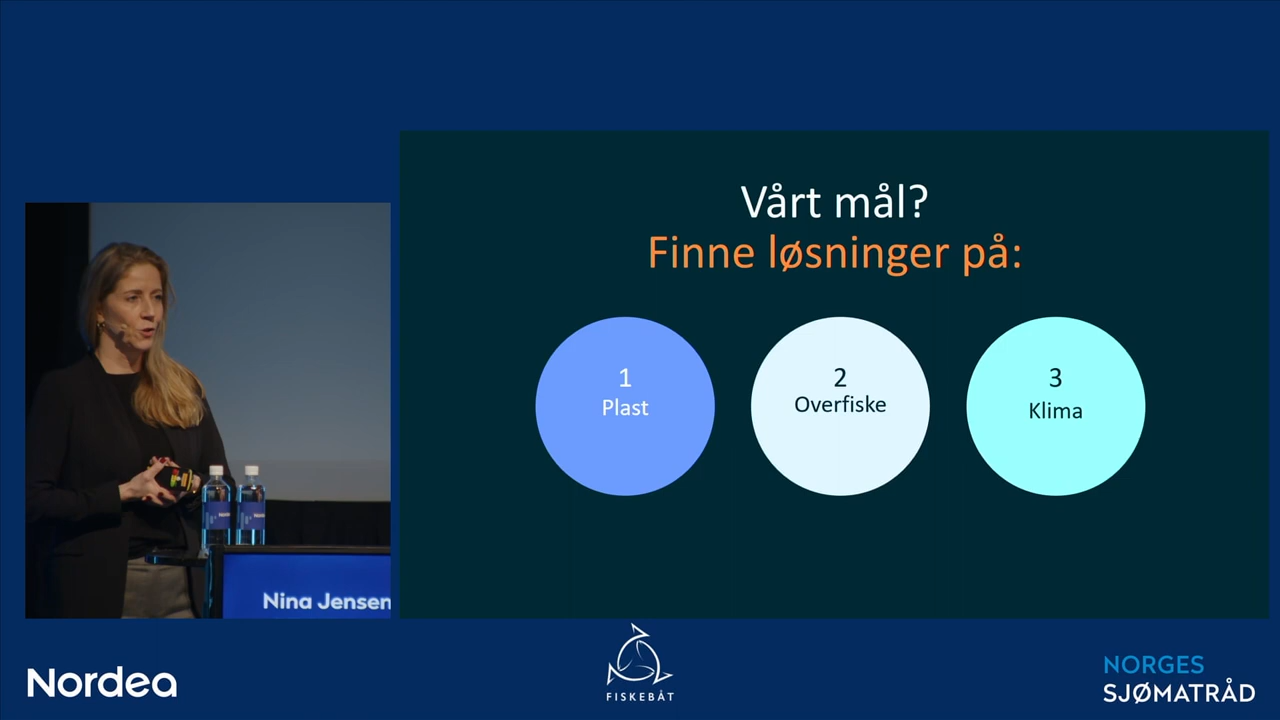 Vårt mål?
Finne løsninger på:
1
Plast
2
Overfiske
3
Klima
Nina Jensen
Nordea
FISKEBÅT
NORGES
SJØMATRÅD